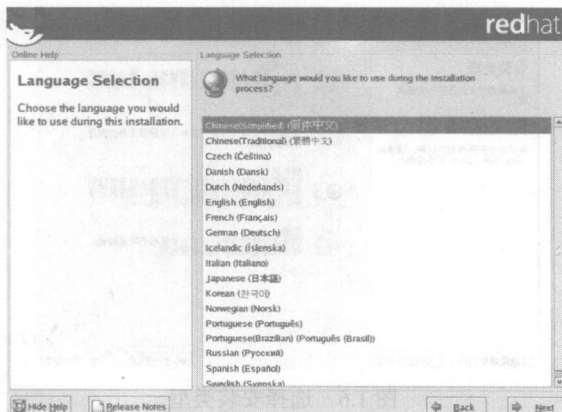 redhat
Online Help
Language Selection
Choose the language you would
like to use during this installation.
Language Selection
What language would you like to use during the installation
process?
Chinese(Simplified) (简体中文)
Chinese(Traditional) (繁體中文)
Czech (Čeština)
Danish (Dansk)
Dutch (Nederlands)
English (English)
French (Français)
German (Deutsch)
Icelandic (Íslenska)
Italian (Italiano)
Japanese (日本語)
Korean (한국어)
Norwegian (Norsk)
Portuguese (Português)
Portuguese(Brazilian) (Português (Brasil))
Russian (Русский)
Spanish (Español)
Swedish (Svenska)
Hide Help
Release Notes
Back
Next